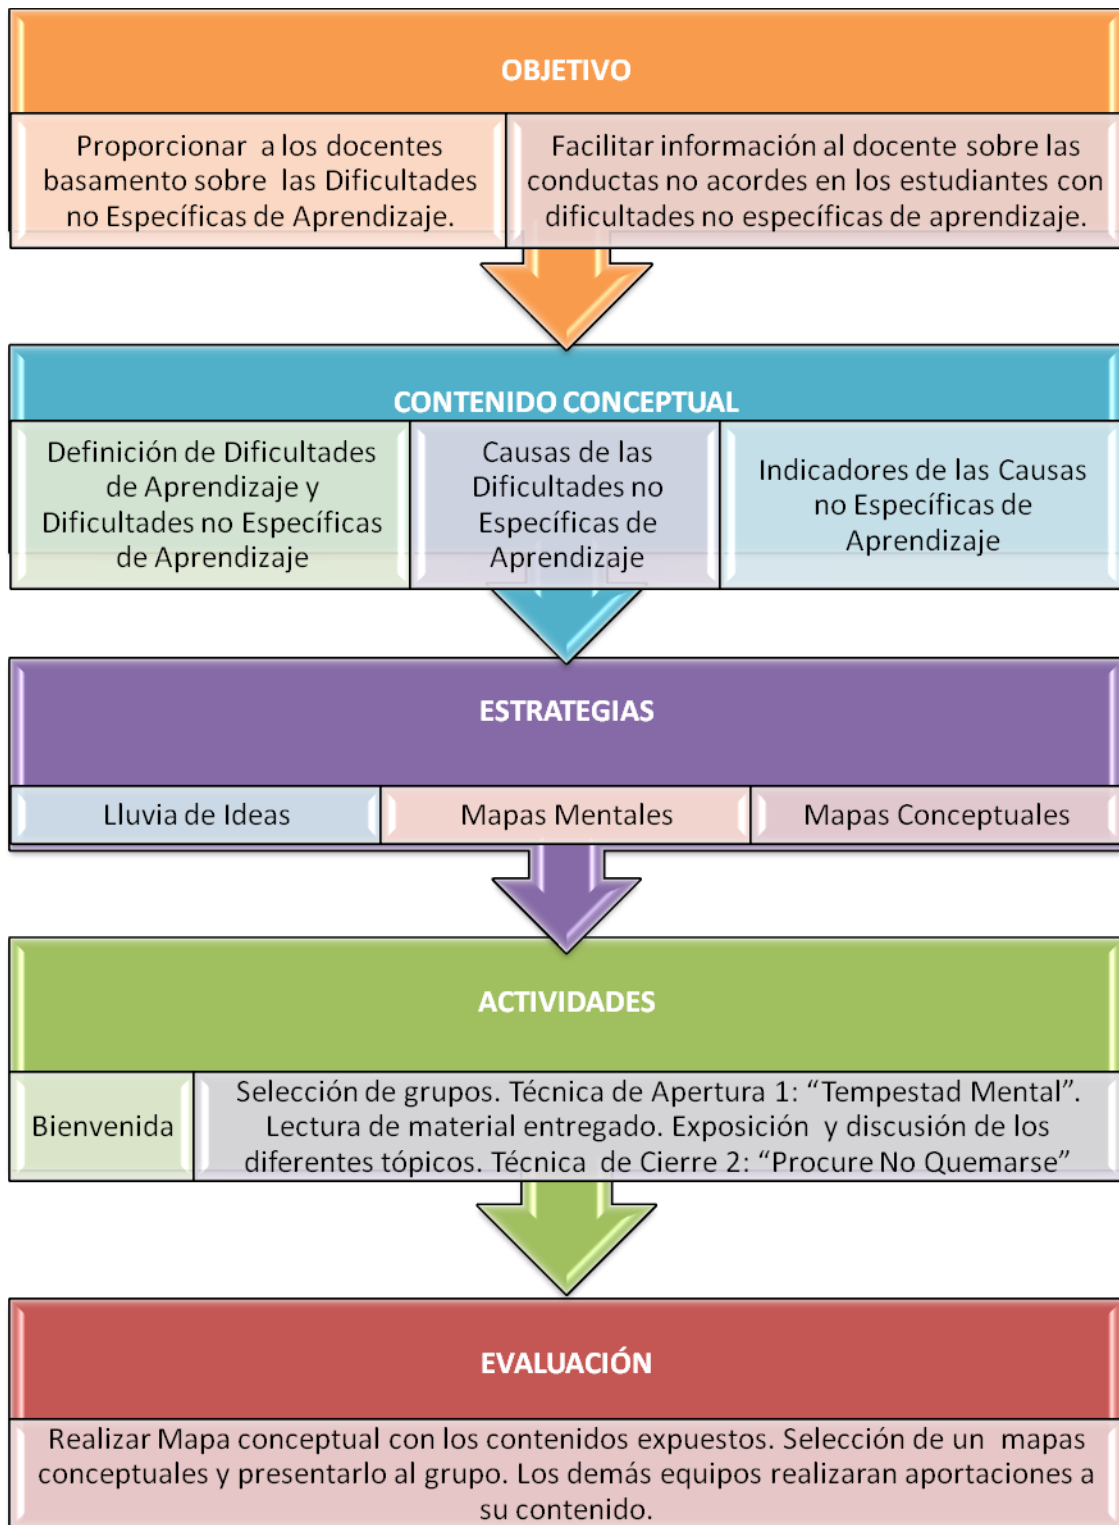 OBJETIVO
Proporcionar a los docentes
basamento sobre las Dificultades
no Específicas de Aprendizaje.
Facilitar información al docente sobre las
conductas no acordes en los estudiantes con
dificultades no específicas de aprendizaje.
CONTENIDO CONCEPTUAL
Definición de Dificultades
de Aprendizaje y
Dificultades no Específicas
de Aprendizaje
Causas de las
Dificultades no
Específicas de
Aprendizaje
Indicadores de las Causas
no Específicas de
Aprendizaje
ESTRATEGIAS
Lluvia de Ideas
Mapas Mentales
Mapas Conceptuales
ACTIVIDADES
Bienvenida
Selección de grupos. Técnica de Apertura 1: “Tempestad Mental”.
Lectura de material entregado. Exposición y discusión de los
diferentes tópicos. Técnica de Cierre 2: “Procure No Quemarse”
EVALUACIÓN
Realizar Mapa conceptual con los contenidos expuestos. Selección de un mapas
conceptuales y presentarlo al grupo. Los demás equipos realizaran aportaciones a
su contenido.